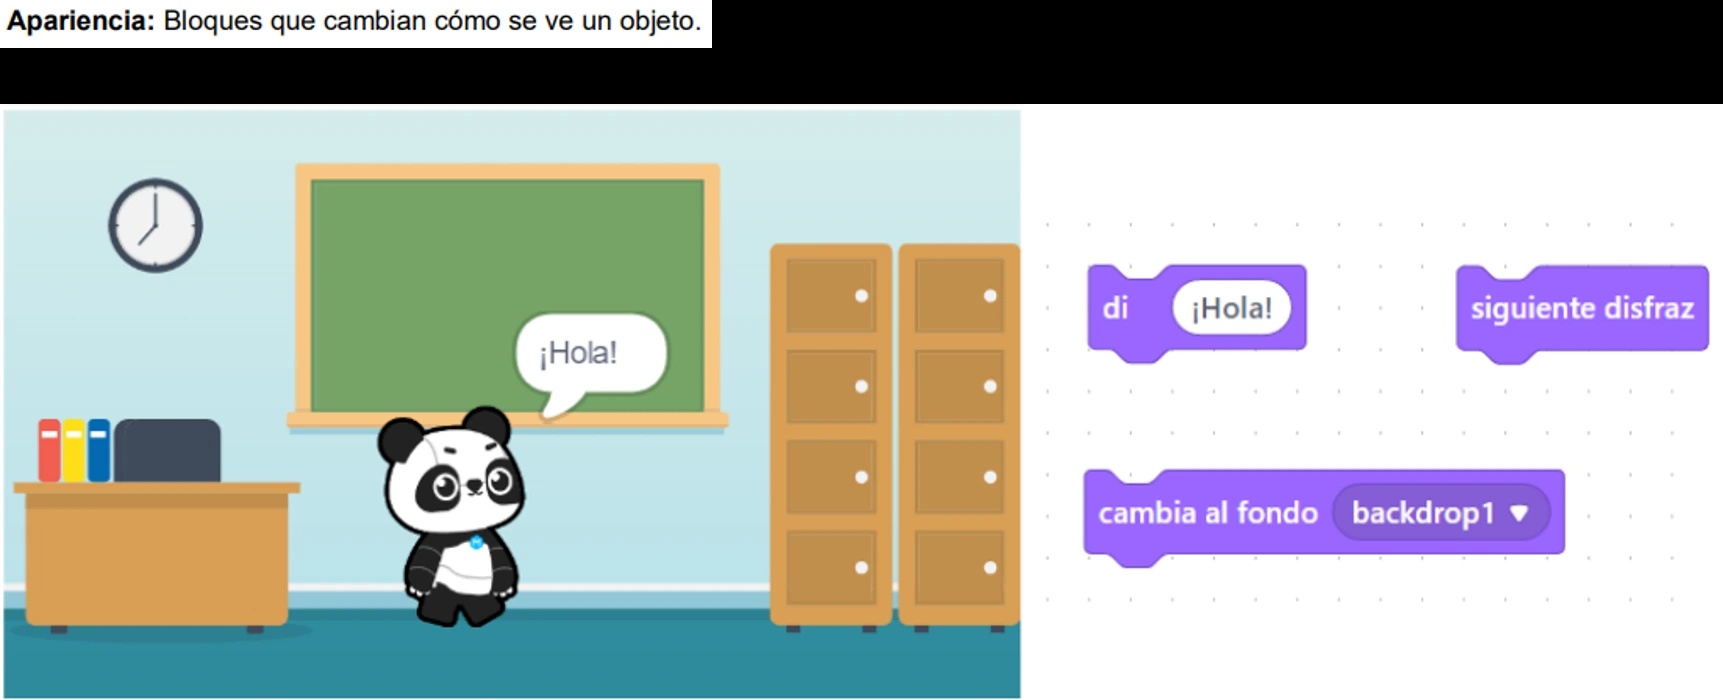 Apariencia: Bloques que cambian cómo se ve un objeto.
¡Hola!
di ¡Hola!
siguiente disfraz
cambia al fondo backdrop1